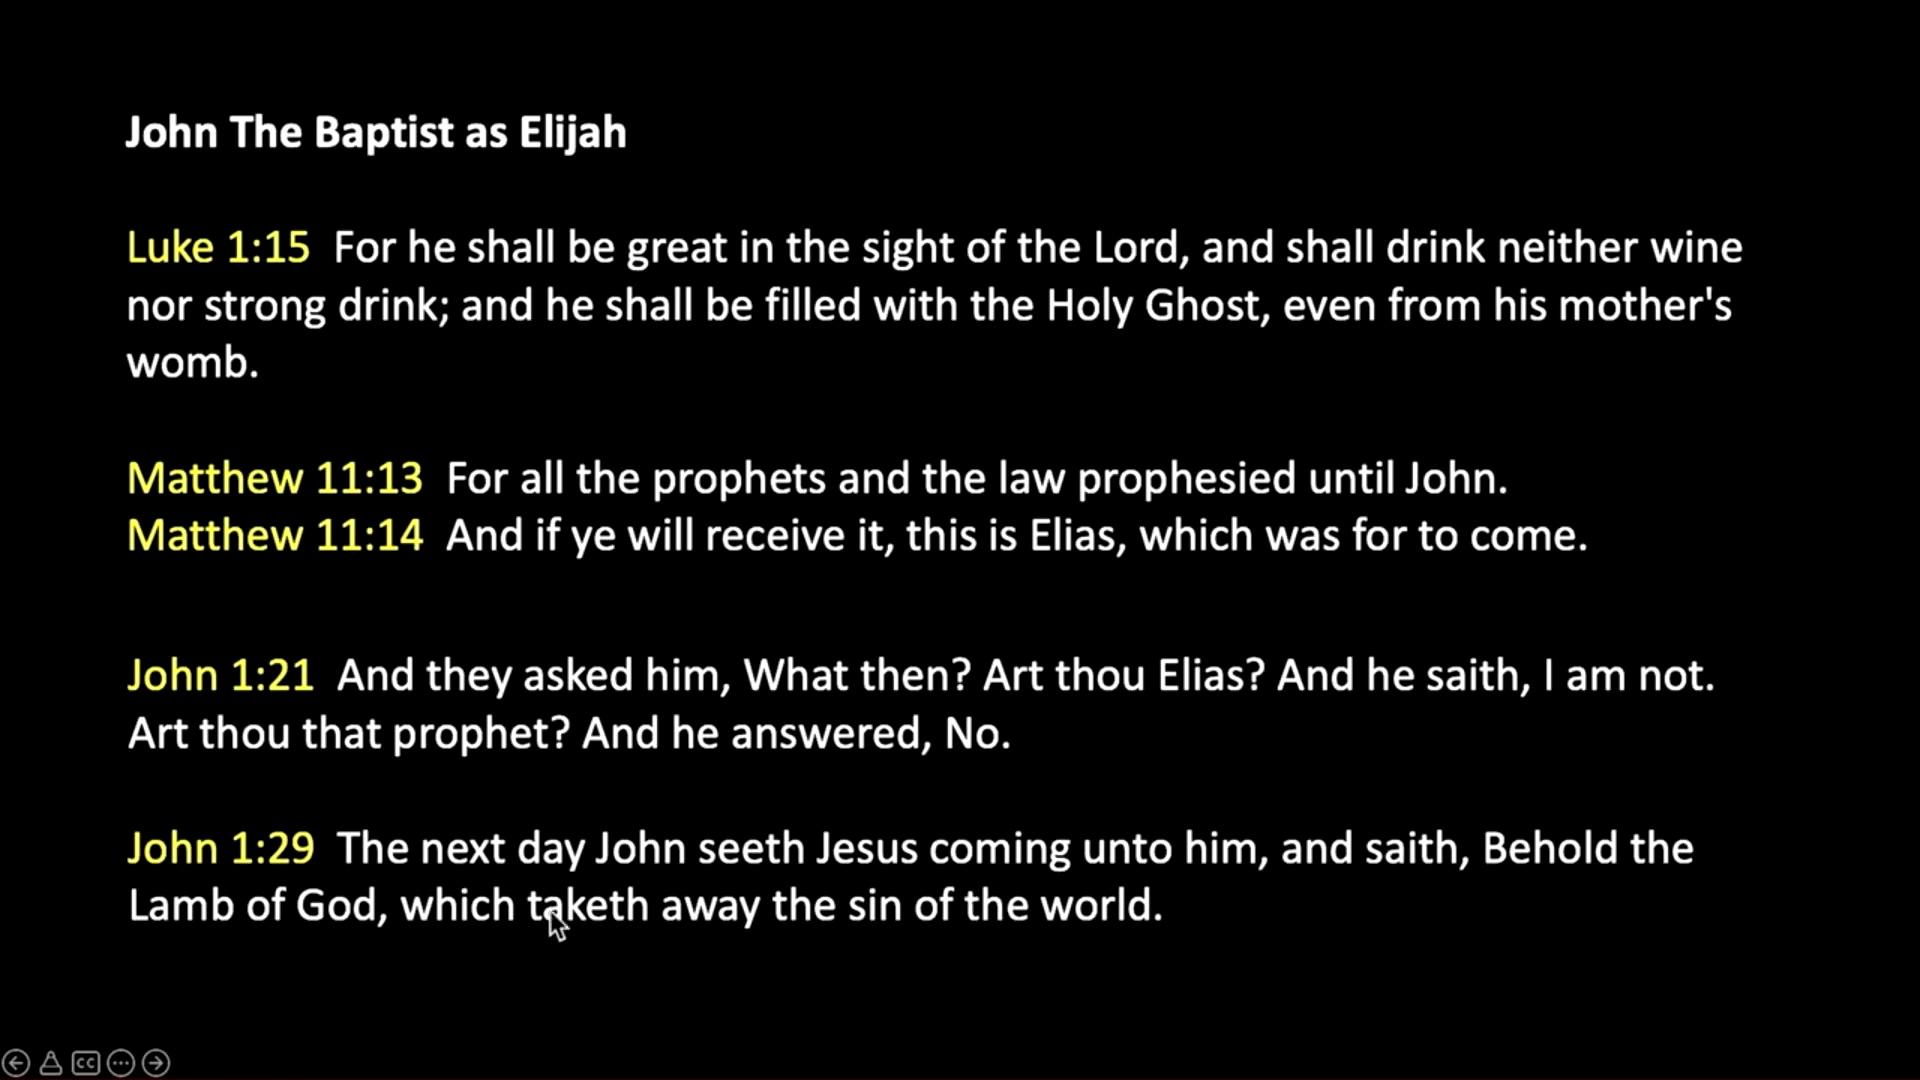 John The Baptist as Elijah
Luke 1:15 For he shall be great in the sight of the Lord, and shall drink neither wine
nor strong drink; and he shall be filled with the Holy Ghost, even from his mother's
womb.
Matthew 11:13 For all the prophets and the law prophesied until John.
Matthew 11:14 And if ye will receive it, this is Elias, which was for to come.
John 1:21 And they asked him, What then? Art thou Elias? And he saith, I am not.
Art thou that prophet? And he answered, No.
John 1:29 The next day John seeth Jesus coming unto him, and saith, Behold the
Lamb of God, which taketh away the sin of the world.
CC